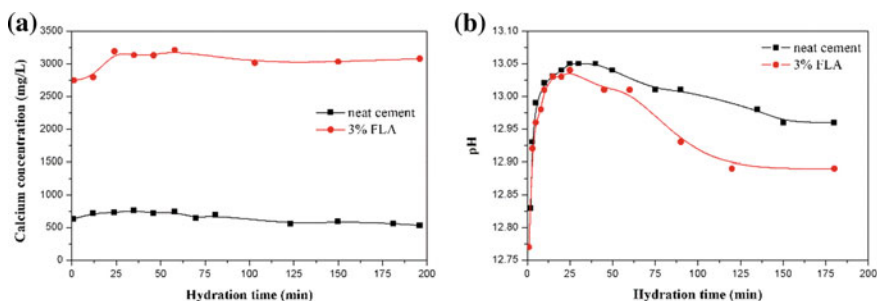 (a)
3500
3000
2500
2000
1500
1000
500
0
Calcium concentration (mg/L)
neat cement
3% FLA
0 25 50 75 100 125 150 175 200
Hydration time (min)
(b)
13.10
13.05
13.00
12.95
12.90
12.85
12.80
12.75
pH
neat cement
3% FLA
0 25 50 75 100 125 150 175 200
Hydration time (min)